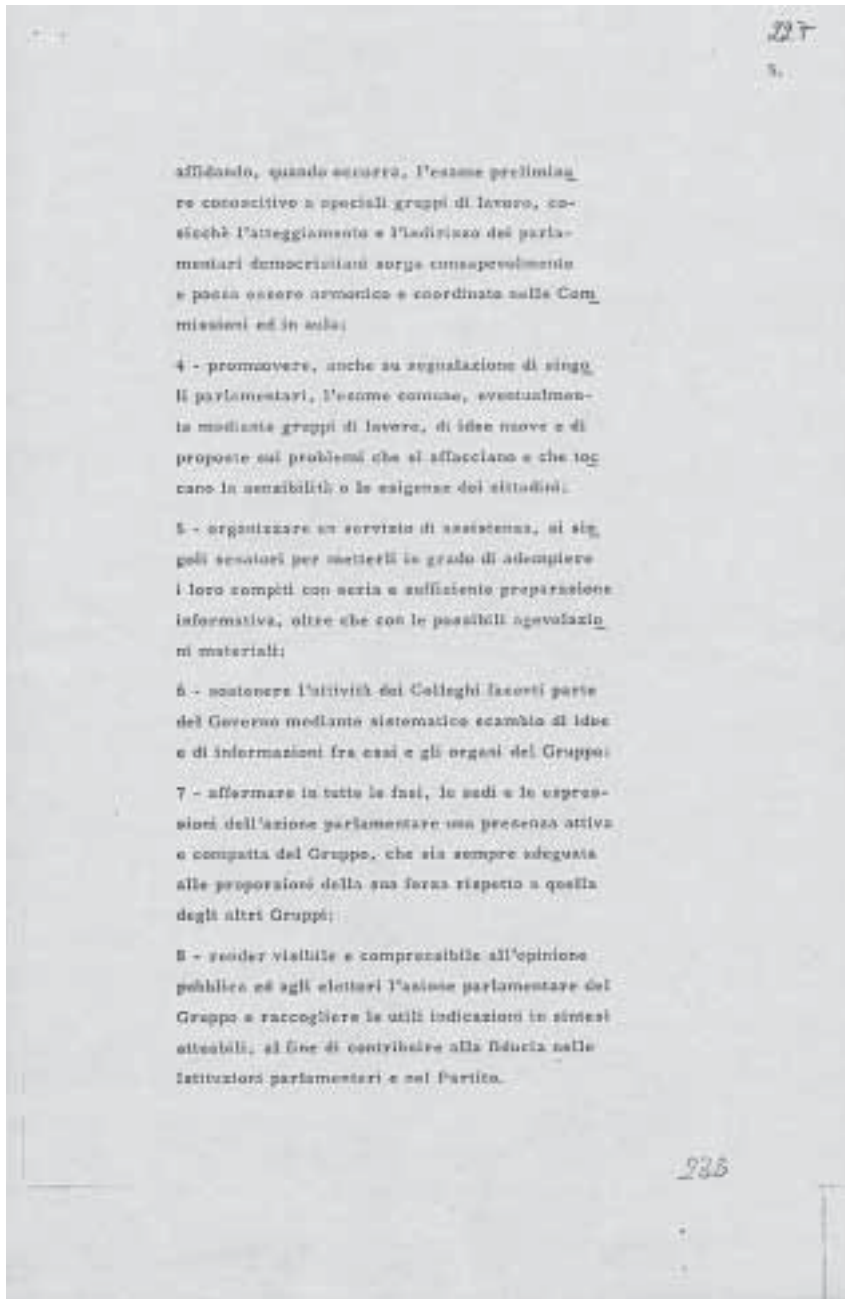 227
5.
affidando, quando occorra, l'esame prelimina
re conoscitivo a speciali gruppi di lavoro, co-
sicchè l'atteggiamento e l'indirizzo dei parla-
mentari democristiani sorga consapevolmente
e possa essere armonico e coordinato nelle Com
missioni ed in aula;
4 - promuovere, anche su segnalazione di singo
li parlamentari, l'esame comune, eventualmen-
te mediante gruppi di lavoro, di idee nuove e di
proposte sui problemi che si affacciano e che toc
cano la sensibilità o le esigenze dei cittadini;
5 - organizzare un servizio di assistenza, ai sin
goli senatori per metterli in grado di adempiere
i loro compiti con seria e sufficiente preparazione
informativa, oltre che con le possibili agevolazio
ni materiali;
6 - sostenere l'attività dei Colleghi facenti parte
del Governo mediante sistematico scambio di idee
e di informazioni fra essi e gli organi del Gruppo;
7 - affermare in tutte le fasi, le sedi e le espres-
sioni dell'azione parlamentare una presenza attiva
e compatta del Gruppo, che sia sempre adeguata
alle proporzioni della sua forza rispetto a quella
degli altri Gruppi;
8 - render visibile e comprensibile all'opinione
pubblica ed agli elettori l'azione parlamentare del
Gruppo e raccogliere le utili indicazioni in sintesi
attuabili, al fine di contribuire alla fiducia nelle
Istituzioni parlamentari e nel Partito.